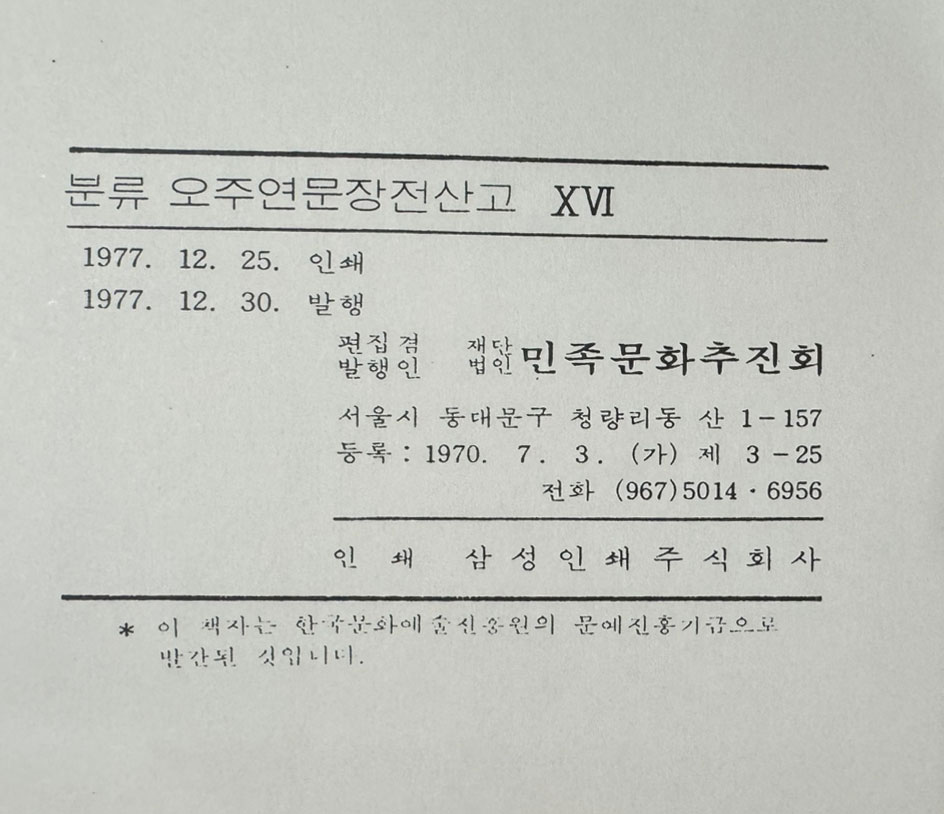 분류 오주연문장전산고 XVI
1977. 12. 25. 인쇄
1977. 12. 30. 발행
편집겸 재단
발행인 법인 민족문화추진회
서울시 동대문구 청량리동 산 1-157
등록 : 1970. 7. 3. (가) 제 3-25
전화 (967)5014·6956
인 쇄 삼성인쇄주식회사
* 이 책자는 한국문화예술진흥원의 문예진흥기금으로
발간된 것입니다.